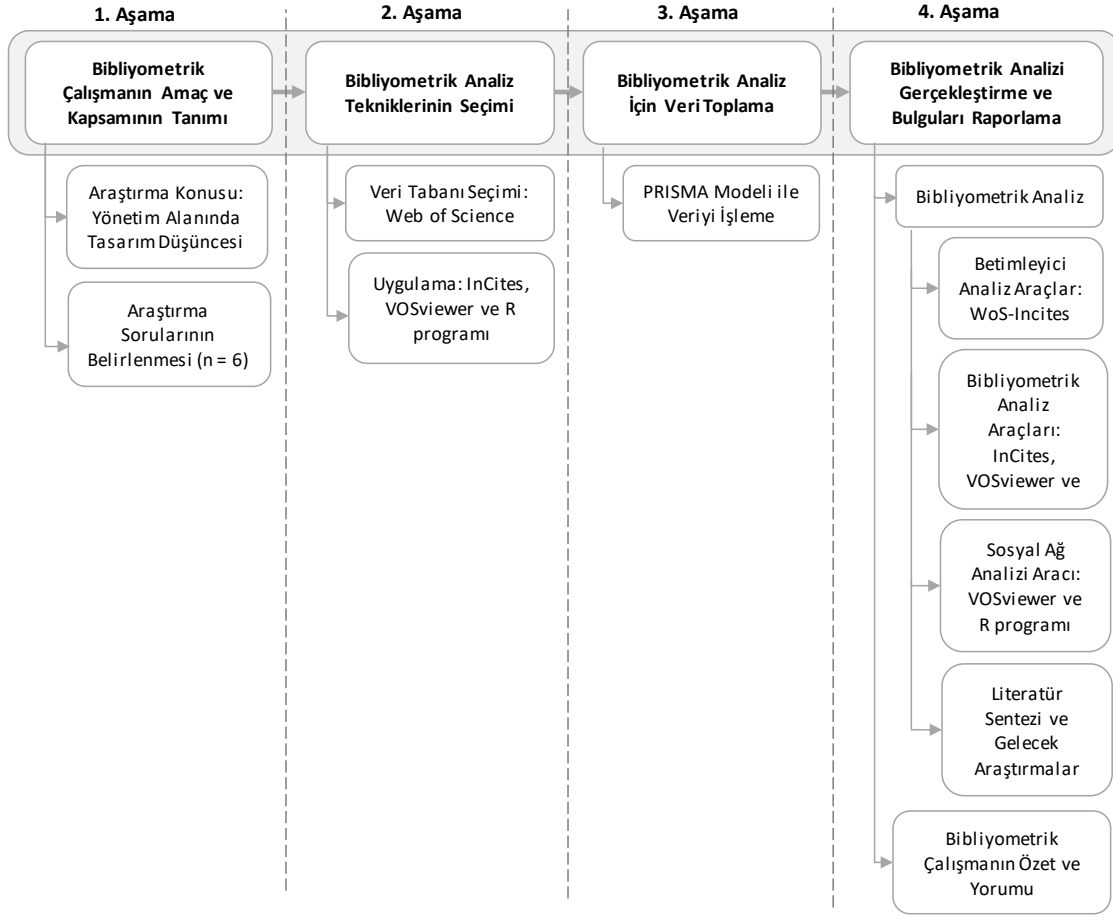 1. Aşama
2. Aşama
3. Aşama
4. Aşama
Bibliyometrik
Çalışmanın Amaç ve
Kapsamının Tanımı
Bibliyometrik Analiz
Tekniklerinin Seçimi
Bibliyometrik Analiz
İçin Veri Toplama
Bibliyometrik Analizi
Gerçekleştirme ve
Bulguları Raporlama
Araştırma Konusu:
Yönetim Alanında
Tasarım Düşüncesi
Araştırma
Sorularının
Belirlenmesi (n = 6)
Veri Tabanı Seçimi:
Web of Science
Uygulama: InCites,
VOSviewer ve R
programı
PRISMA Modeli ile
Veriyi İşleme
Bibliyometrik Analiz
Betimleyici
Analiz Araçlar:
WoS-Incites
Bibliyometrik
Analiz
Araçları:
InCites,
VOSviewer ve
Sosyal Ağ
Analizi Aracı:
VOSviewer ve
R programı
Literatür
Sentezi ve
Gelecek
Araştırmalar
Bibliyometrik
Çalışmanın Özet ve
Yorumu